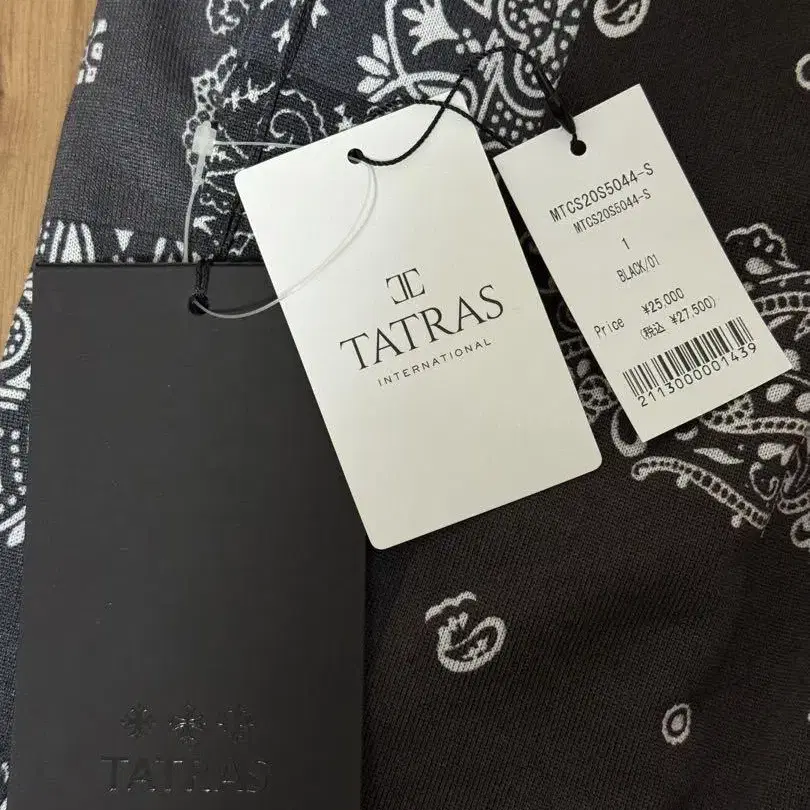 TATRAS
INTERNATIONAL
MTCS20S5044-S
MTCS20S5044-S
1
BLACK/01
Price ¥25,000
(税込 ¥27,500)
2113000001439
TATRAS